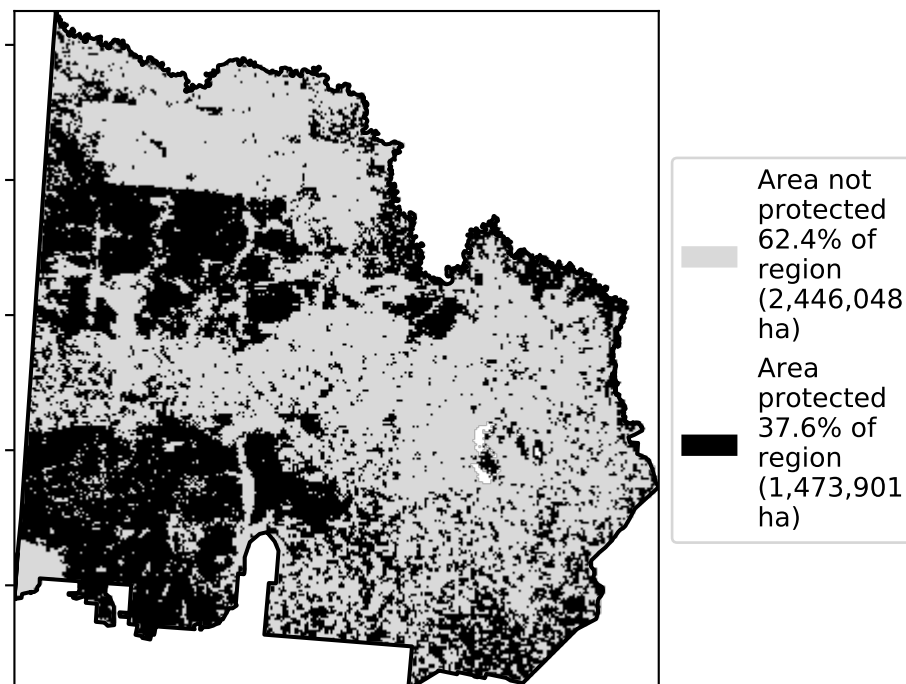 Area not
protected
62.4% of
region
(2,446,048
ha)
Area
protected
37.6% of
region
(1,473,901
ha)